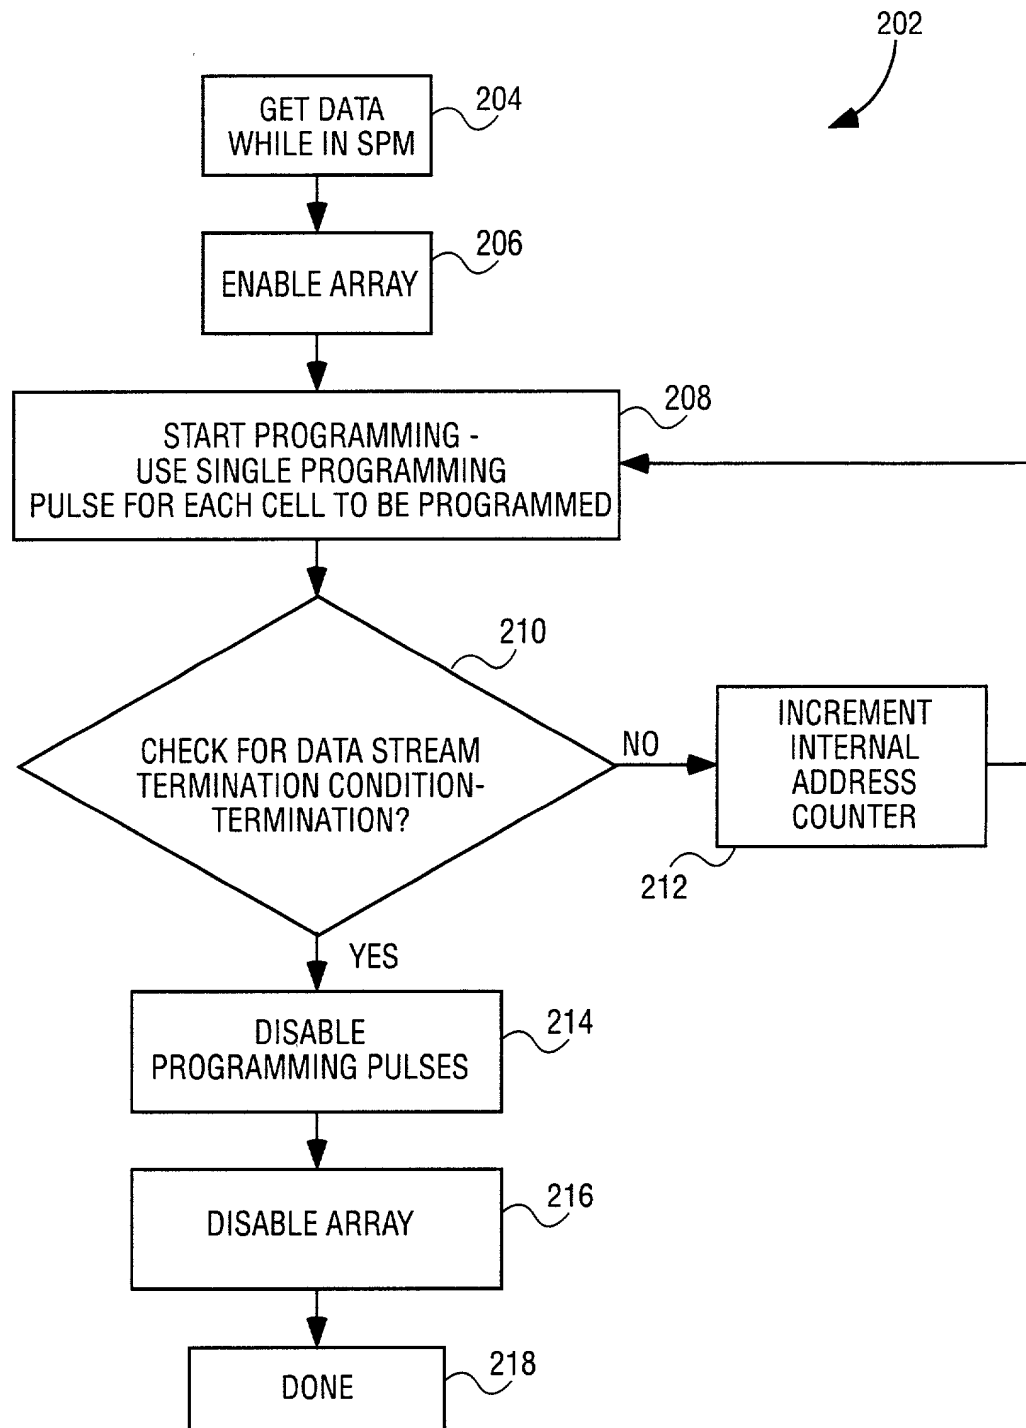 202
GET DATA
WHILE IN SPM
204
ENABLE ARRAY
206
START PROGRAMMING -
USE SINGLE PROGRAMMING
PULSE FOR EACH CELL TO BE PROGRAMMED
208
CHECK FOR DATA STREAM
TERMINATION CONDITION-
TERMINATION?
210
NO
INCREMENT
INTERNAL
ADDRESS
COUNTER
212
YES
DISABLE
PROGRAMMING PULSES
214
DISABLE ARRAY
216
DONE
218